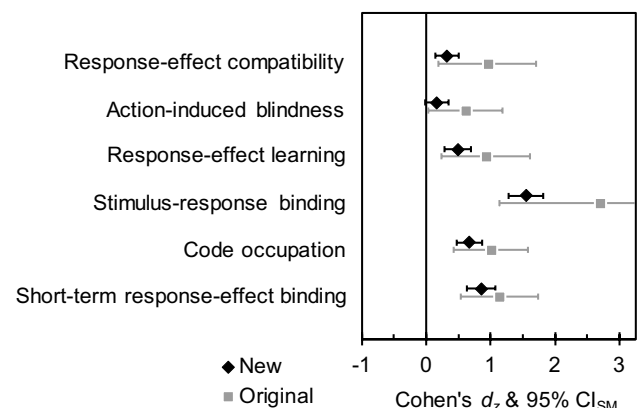 Response-effect compatibility
Action-induced blindness
Response-effect learning
Stimulus-response binding
Code occupation
Short-term response-effect binding
-1 0 1 2 3
New
Original
Cohen's dz & 95% CISM